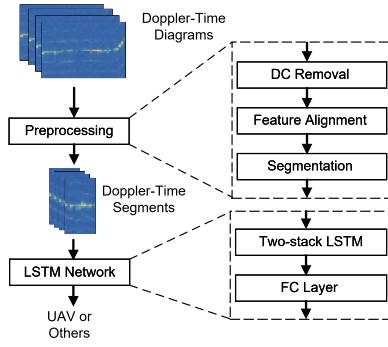 Doppler-Time
Diagrams
Preprocessing
Doppler-Time
Segments
LSTM Network
UAV or
Others
DC Removal
Feature Alignment
Segmentation
Two-stack LSTM
FC Layer